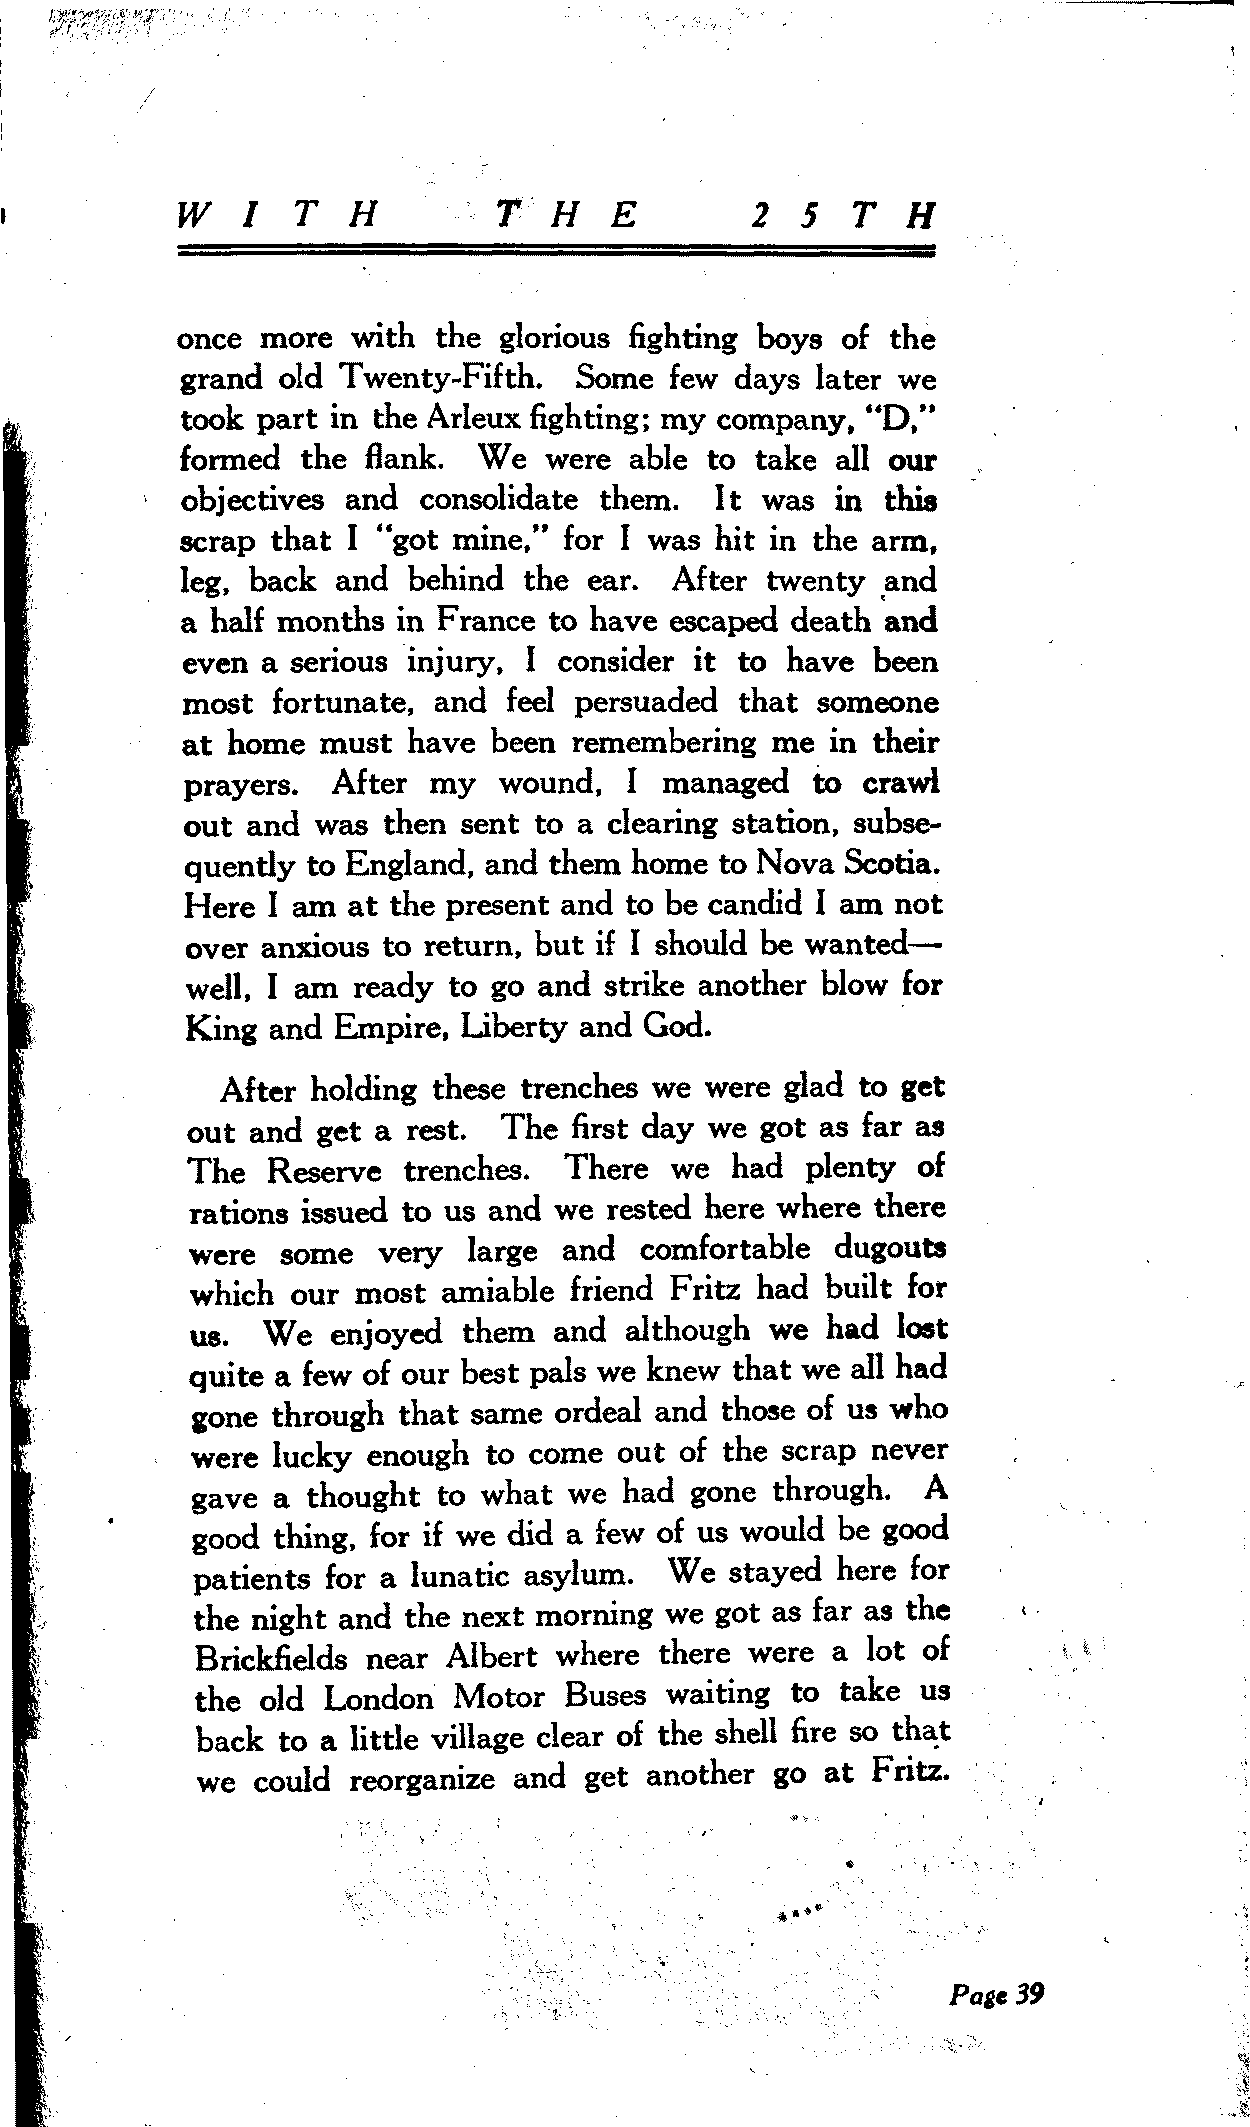 WITH THE 25TH
once more with the glorious fighting boys of the
grand old Twenty-Fifth. Some few days later we
took part in the Arleux fighting; my company, "D,"
formed the flank. We were able to take all our
objectives and consolidate them. It was in this
scrap that I "got mine," for I was hit in the arm,
leg, back and behind the ear. After twenty and
a half months in France to have escaped death and
even a serious injury, I consider it to have been
most fortunate, and feel persuaded that someone
at home must have been remembering me in their
prayers. After my wound, I managed to crawl
out and was then sent to a clearing station, subse-
quently to England, and them home to Nova Scotia.
Here I am at the present and to be candid I am not
over anxious to return, but if I should be wanted—
well, I am ready to go and strike another blow for
King and Empire, Liberty and God.
After holding these trenches we were glad to get
out and get a rest. The first day we got as far as
The Reserve trenches. There we had plenty of
rations issued to us and we rested here where there
were some very large and comfortable dugouts
which our most amiable friend Fritz had built for
us. We enjoyed them and although we had lost
quite a few of our best pals we knew that we all had
gone through that same ordeal and those of us who
were lucky enough to come out of the scrap never
gave a thought to what we had gone through. A
good thing, for if we did a few of us would be good
patients for a lunatic asylum. We stayed here for
the night and the next morning we got as far as the
Brickfields near Albert where there were a lot of
the old London Motor Buses waiting to take us
back to a little village clear of the shell fire so that
we could reorganize and get another go at Fritz.
Page 39